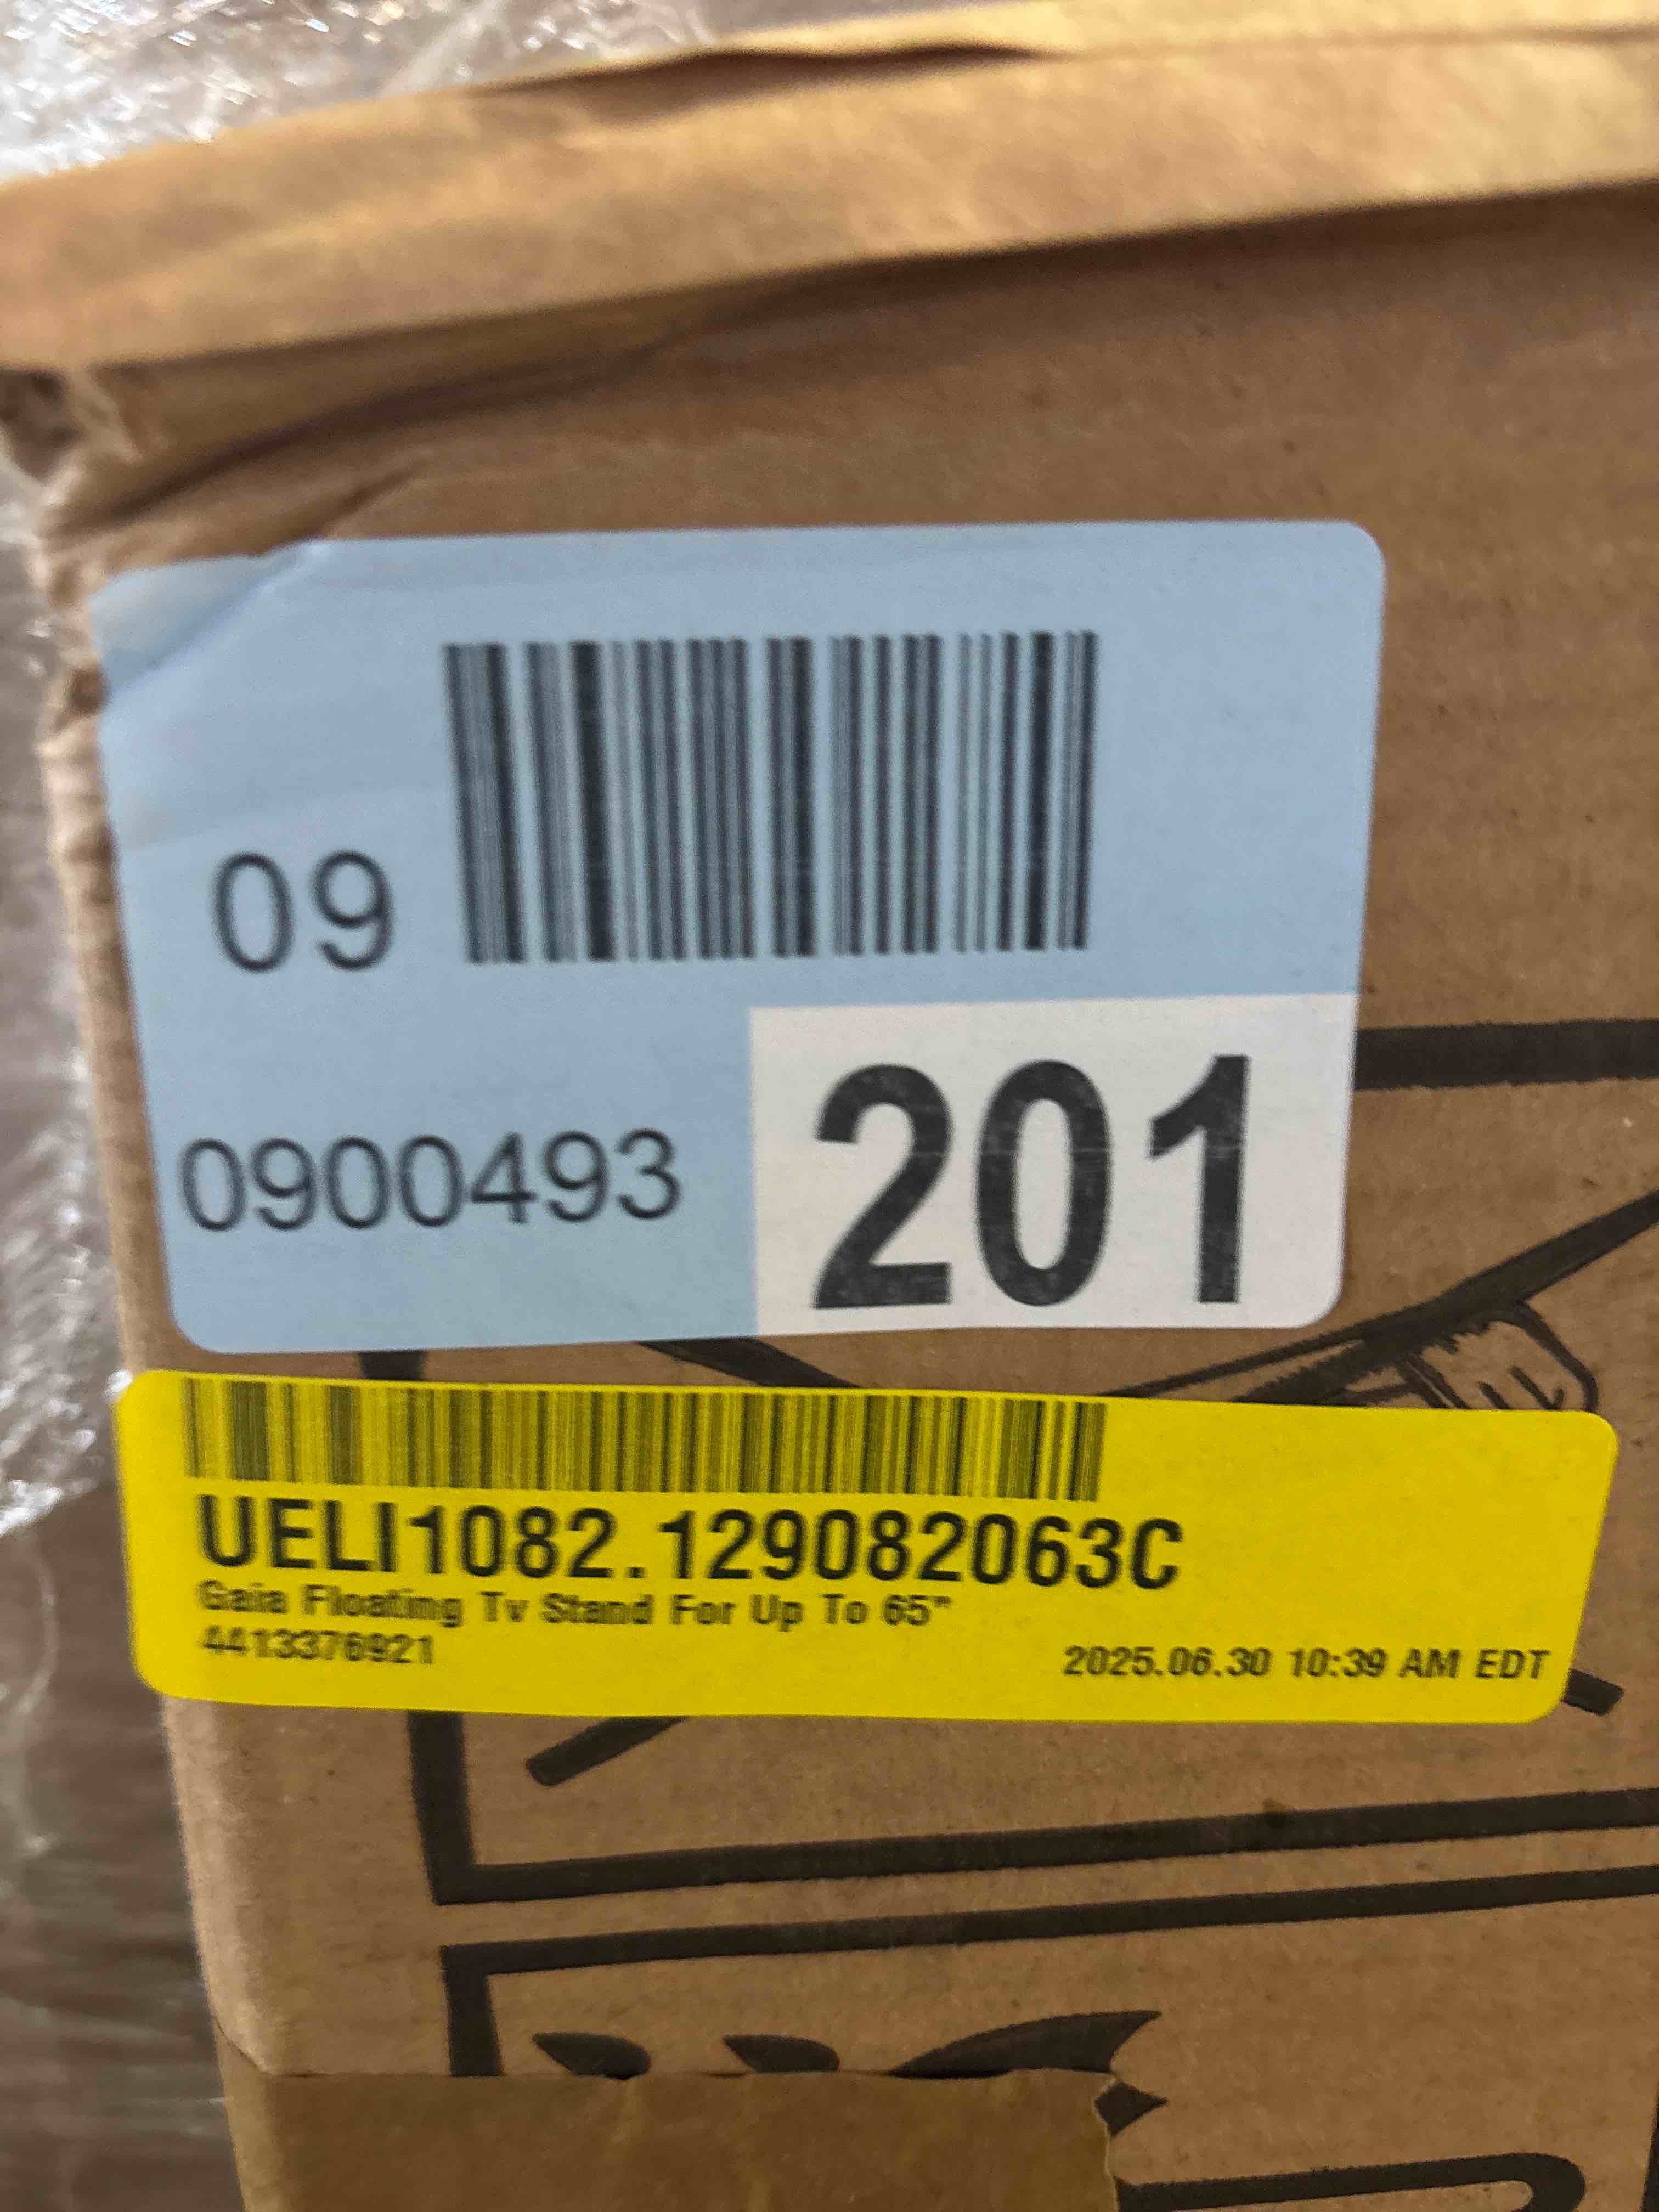 09
0900493
201
UELI1082.129082063C
Gaia Floating Tv Stand For Up To 65"
4413376921
2025.06.30 10:39 AM EDT